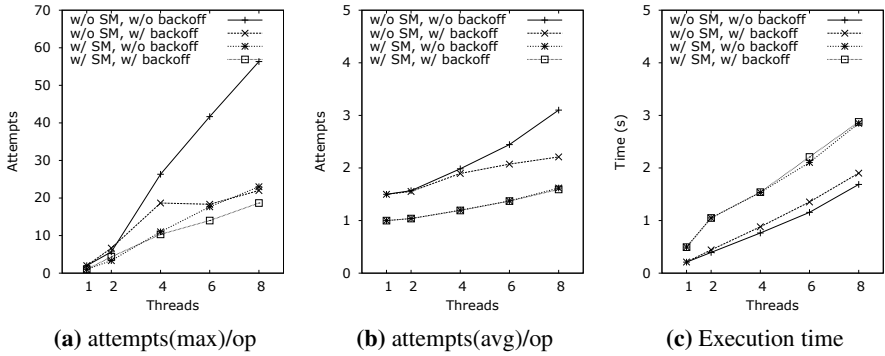 70
60
50
40
30
20
10
0
Attempts
w/o SM, w/o backoff
w/o SM, w/ backoff
w/ SM, w/o backoff
w/ SM, w/ backoff
1 2 4 6 8
Threads
(a) attempts(max)/op
5
4
3
2
1
0
Attempts
w/o SM, w/o backoff
w/o SM, w/ backoff
w/ SM, w/o backoff
w/ SM, w/ backoff
1 2 4 6 8
Threads
(b) attempts(avg)/op
5
4
3
2
1
0
Time (s)
w/o SM, w/o backoff
w/o SM, w/ backoff
w/ SM, w/o backoff
w/ SM, w/ backoff
1 2 4 6 8
Threads
(c) Execution time